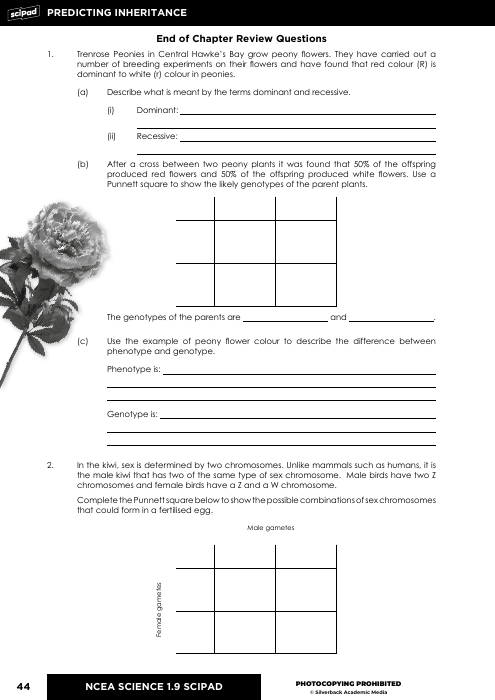 scipad
PREDICTING INHERITANCE
End of Chapter Review Questions
1. Trenrose Peonies in Central Hawke's Bay grow peony flowers. They have carried out a
number of breeding experiments on their flowers and have found that red colour (R) is
dominant to white (r) colour in peonies.
(a) Describe what is meant by the terms dominant and recessive.
(i) Dominant:
(ii) Recessive:
(b) After a cross between two peony plants it was found that 50% of the offspring
produced red flowers and 50% of the offspring produced white flowers. Use a
Punnett square to show the likely genotypes of the parent plants.
The genotypes of the parents are and .
(c) Use the example of peony flower colour to describe the difference between
phenotype and genotype.
Phenotype is:
Genotype is:
2. In the kiwi, sex is determined by two chromosomes. Unlike mammals such as humans, it is
the male kiwi that has two of the same type of sex chromosome. Male birds have two Z
chromosomes and female birds have a Z and a W chromosome.
Complete the Punnett square below to show the possible combinations of sex chromosomes
that could form in a fertilised egg.
Male gametes
Female gametes
44
NCEA SCIENCE 1.9 SCIPAD
PHOTOCOPYING PROHIBITED
© Silverback Academic Media